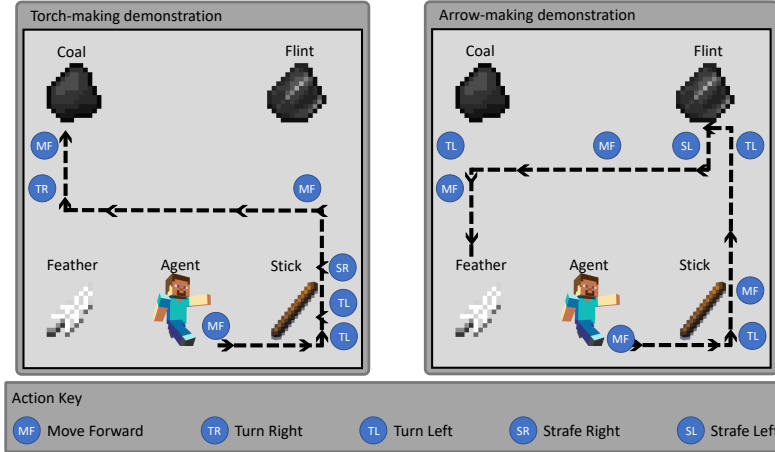 Torch-making demonstration
Arrow-making demonstration
Coal
Flint
MF
TR
MF
Feather
Agent
Stick
SR
TL
MF
TL
Coal
Flint
TL
MF
SL
TL
MF
Feather
Agent
Stick
MF
MF
TL
Action Key
MF Move Forward
TR Turn Right
TL Turn Left
SR Strafe Right
SL Strafe Left